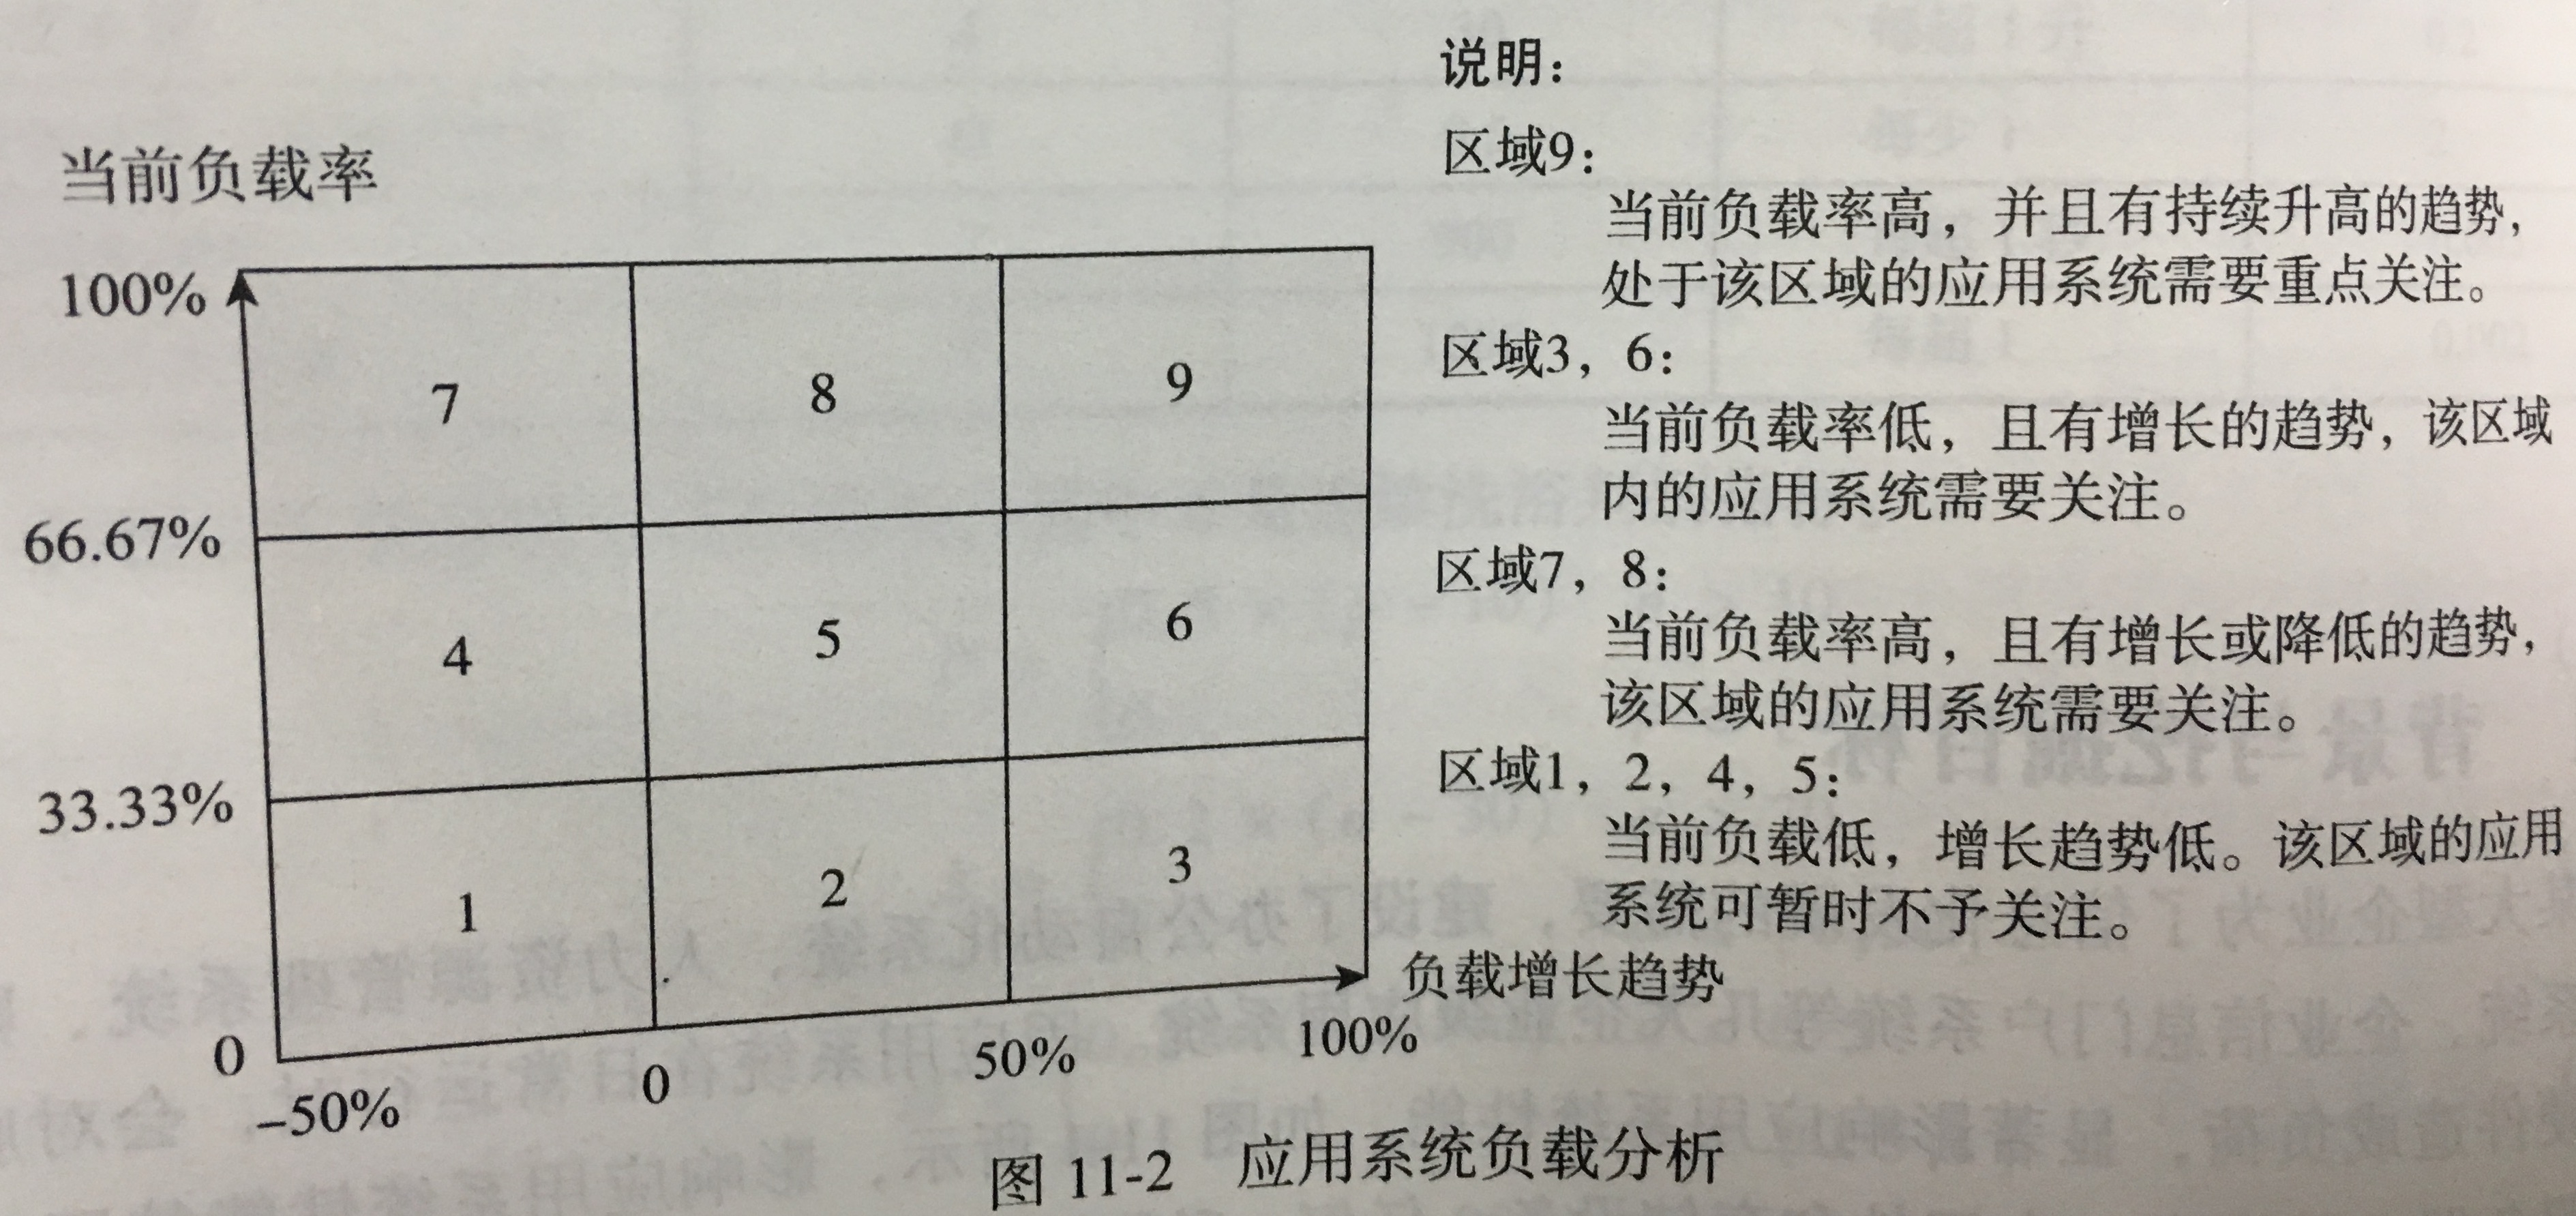 当前负载率
100%
66.67%
33.33%
0
7
8
9
4
5
6
1
2
3
-50%
0
50%
100%
负载增长趋势
说明：
区域9：
当前负载率高，并且有持续升高的趋势，
处于该区域的应用系统需要重点关注。
区域3，6：
当前负载率低，且有增长的趋势，该区域
内的应用系统需要关注。
区域7，8：
当前负载率高，且有增长或降低的趋势，
该区域的应用系统需要关注。
区域1，2，4，5：
当前负载低，增长趋势低。该区域的应用
系统可暂时不予关注。
图 11-2 应用系统负载分析